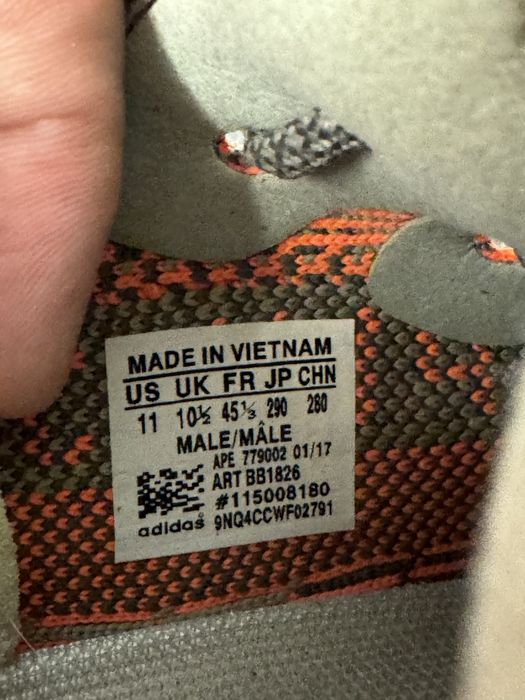 MADE IN VIETNAM
US UK FR JP CHN
11 10½ 45⅓ 290 280
MALE/MÂLE
APE 779002 01/17
ART BB1826
#115008180
adidas 9NQ4CCWF02791